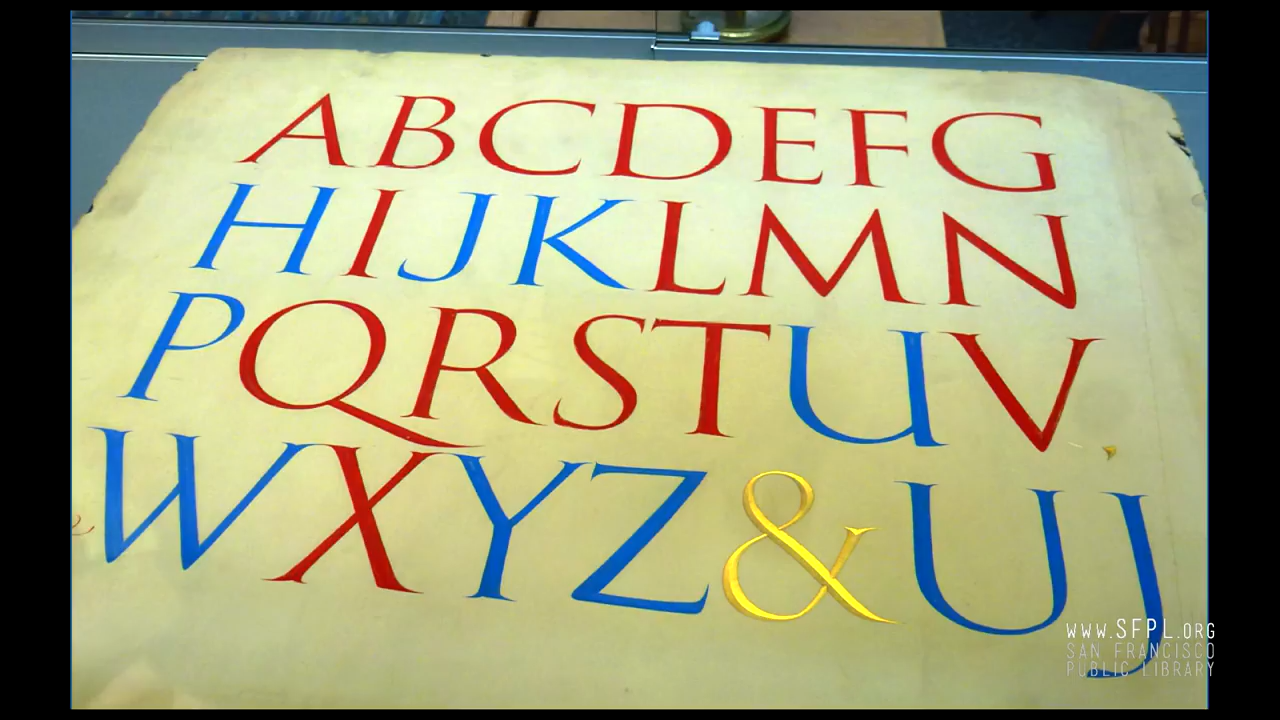 ABCDEFG
HIJKLMN
PQRSTUV
WXYZ&UJ
WWW.SFPL.ORG
SAN FRANCISCO
PUBLIC LIBRARY